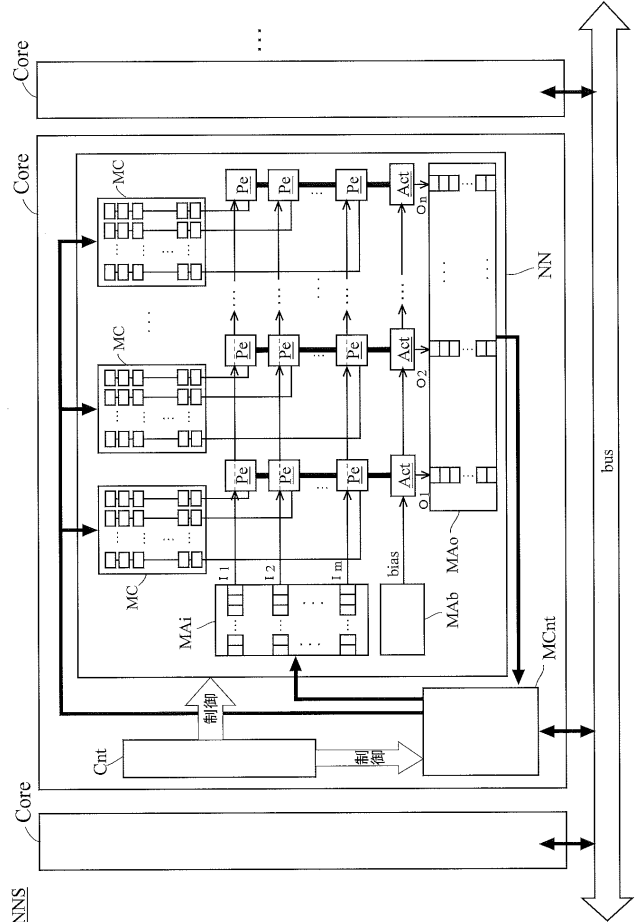 NNS
Core
Core
Core
Cnt
MC
MC
MC
MAi
制御
I 1
Pe
Pe
Pe
I 2
Pe
Pe
Pe
I m
Pe
Pe
Pe
制御
bias
Act
Act
Act
O 1
O 2
O n
MAb
MAo
NN
MCnt
bus